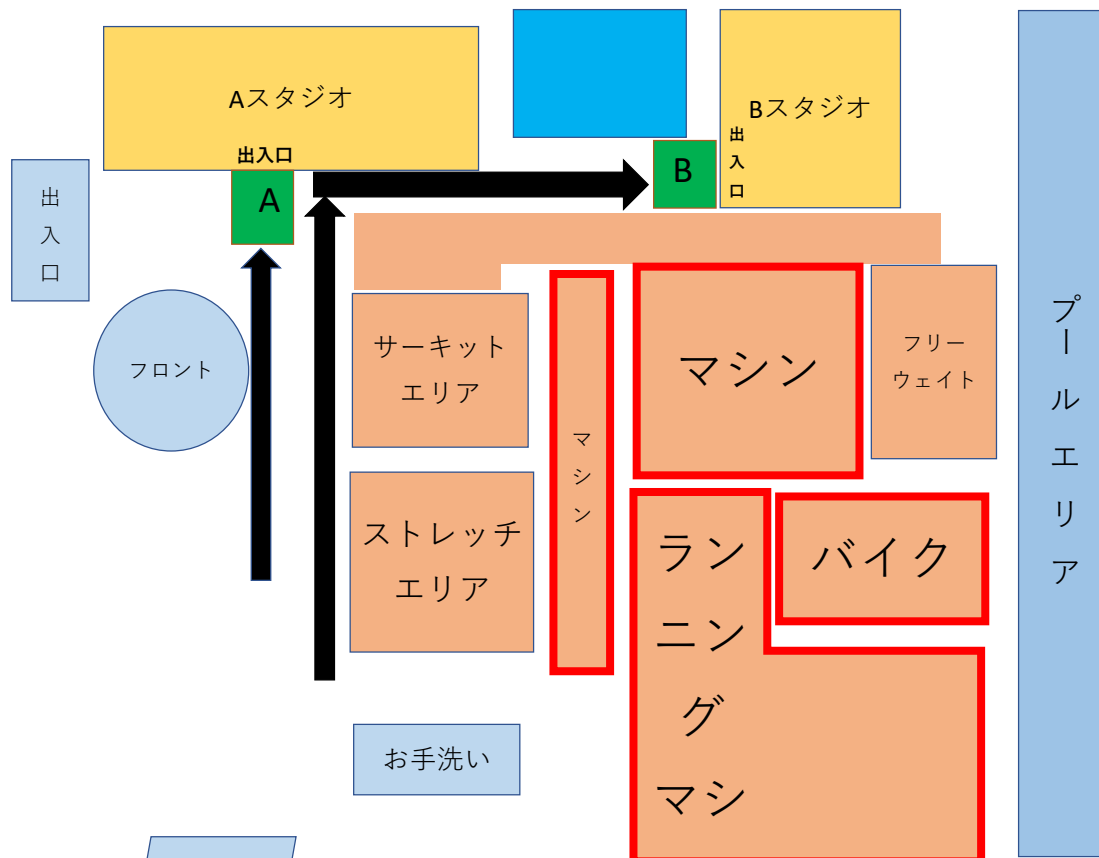 Aスタジオ
出入口
A
B
Bスタジオ
出入口
出入口
フロント
サーキット
エリア
マシン
マシン
フリー
ウェイト
プールエリア
ストレッチ
エリア
ランニングマシ
バイク
お手洗い